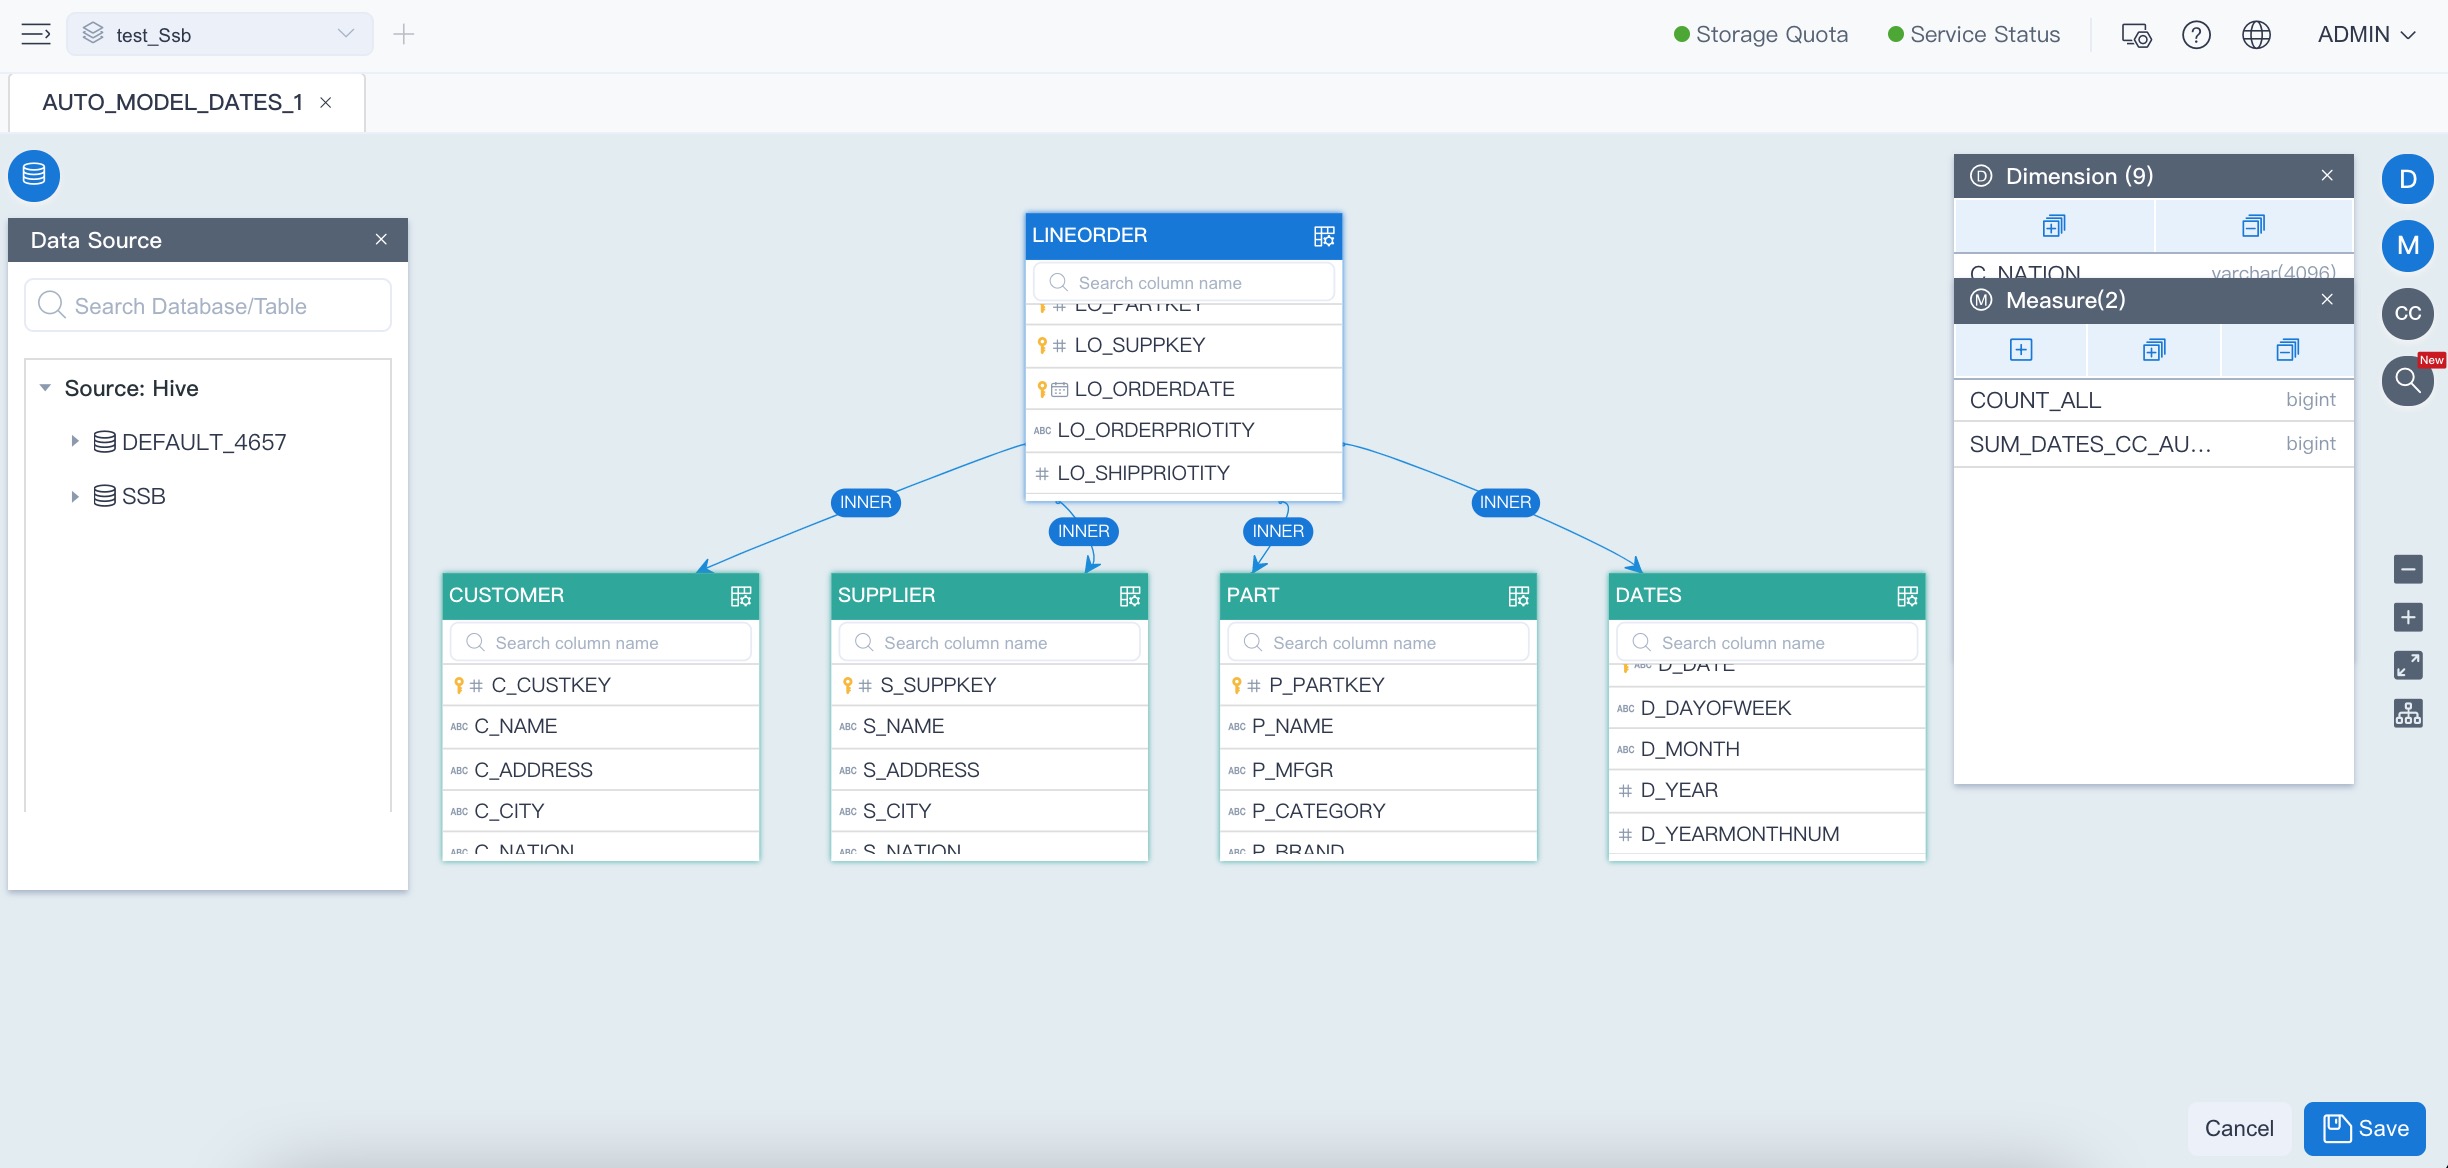 test_Ssb
Storage Quota
Service Status
ADMIN
AUTO_MODEL_DATES_1
Data Source
Search Database/Table
Source: Hive
DEFAULT_4657
SSB
LINEORDER
Search column name
LO_PARTKEY
LO_SUPPKEY
LO_ORDERDATE
ABC LO_ORDERPRIOTITY
LO_SHIPPRIOTITY
INNER
INNER
INNER
INNER
CUSTOMER
Search column name
C_CUSTKEY
ABC C_NAME
ABC C_ADDRESS
ABC C_CITY
ABC C_NATION
SUPPLIER
Search column name
S_SUPPKEY
ABC S_NAME
ABC S_ADDRESS
ABC S_CITY
ABC S_NATION
PART
Search column name
P_PARTKEY
ABC P_NAME
ABC P_MFGR
ABC P_CATEGORY
ABC P_BRAND
DATES
Search column name
ABC D_DATE
ABC D_DAYOFWEEK
ABC D_MONTH
D_YEAR
D_YEARMONTHNUM
D Dimension (9)
C_NATION varchar(4096)
M Measure(2)
COUNT_ALL bigint
SUM_DATES_CC_AU... bigint
D
M
CC
New
Cancel
Save